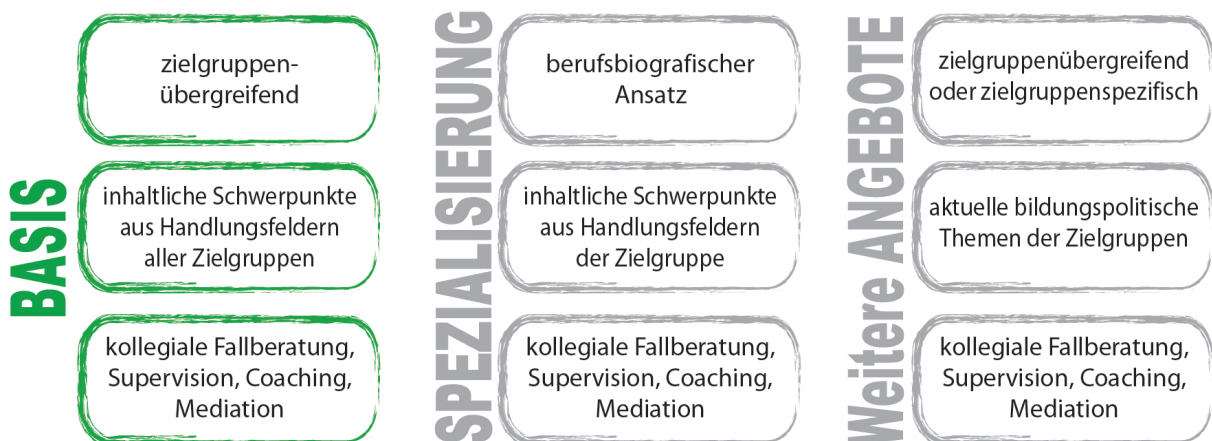 BASIS
zielgruppen-
übergreifend
inhaltliche Schwerpunkte
aus Handlungsfeldern
aller Zielgruppen
kollegiale Fallberatung,
Supervision, Coaching,
Mediation
SPEZIALISIERUNG
berufsbiografischer
Ansatz
inhaltliche Schwerpunkte
aus Handlungsfeldern
der Zielgruppe
kollegiale Fallberatung,
Supervision, Coaching,
Mediation
Weitere ANGEBOTE
zielgruppenübergreifend
oder zielgruppenspezifisch
aktuelle bildungspolitische
Themen der Zielgruppen
kollegiale Fallberatung,
Supervision, Coaching,
Mediation